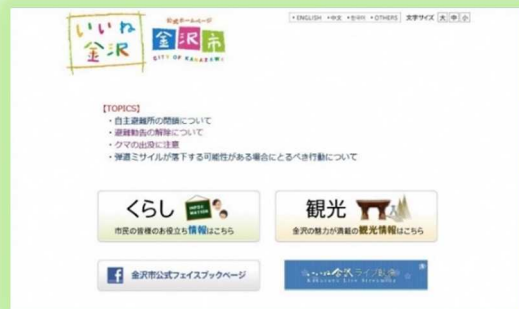 いいね
金沢
公式ホームページ
金沢市
CITY OF KANAZAWA
・ENGLISH ・中文 ・한국어 ・OTHERS 文字サイズ 大 中 小
【TOPICS】
・自主避難所の閉鎖について
・避難勧告の解除について
・クマの出没に注意
・弾道ミサイルが落下する可能性がある場合にとるべき行動について
くらし
市民の皆様のお役立ち情報はこちら
観光
金沢の魅力が満載の観光情報はこちら
金沢市公式フェイスブックページ
いいね金沢ライブ映像